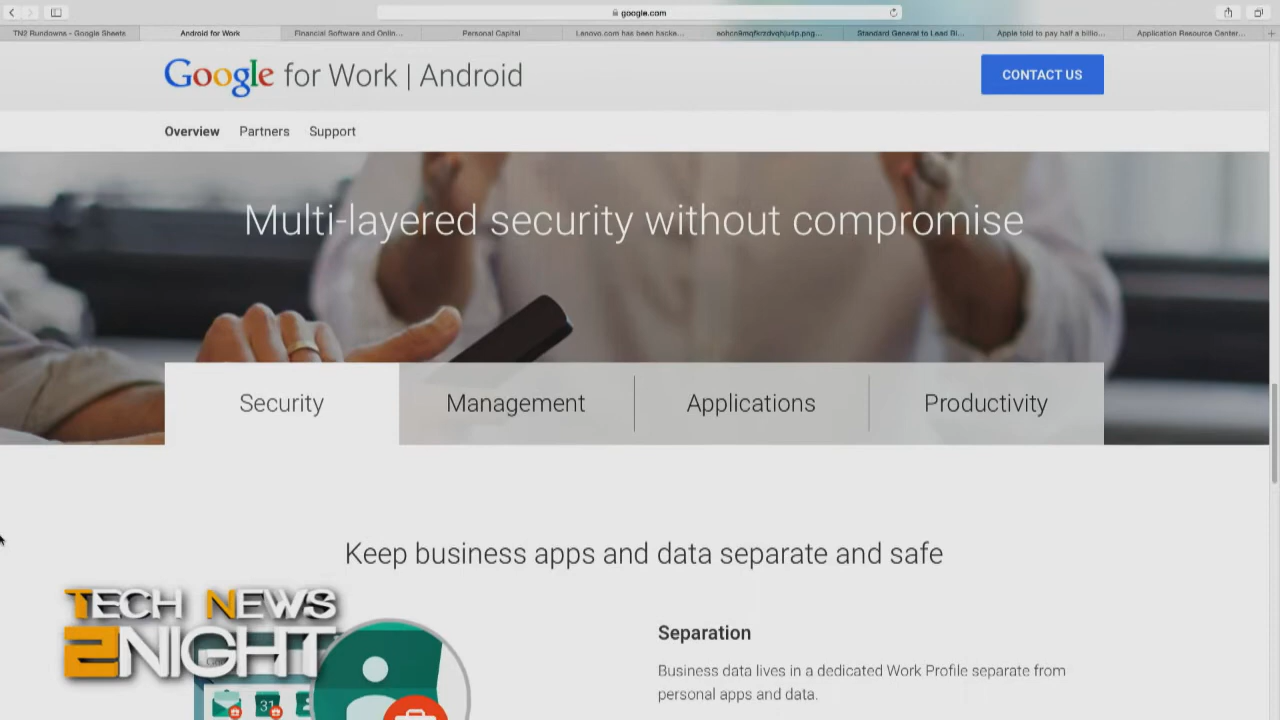 google.com
TN2 Rundowns - Google Sheets
Android for Work
Financial Software and Onlin...
Personal Capital
Lenovo.com has been hacke...
Standard General to Lead Bi...
Apple told to pay half a billio...
Application Resource Center...
Google for Work | Android
CONTACT US
Overview Partners Support
Multi-layered security without compromise
Security Management Applications Productivity
Keep business apps and data separate and safe
Separation
Business data lives in a dedicated Work Profile separate from
personal apps and data.
TECH NEWS
2NIGHT
31